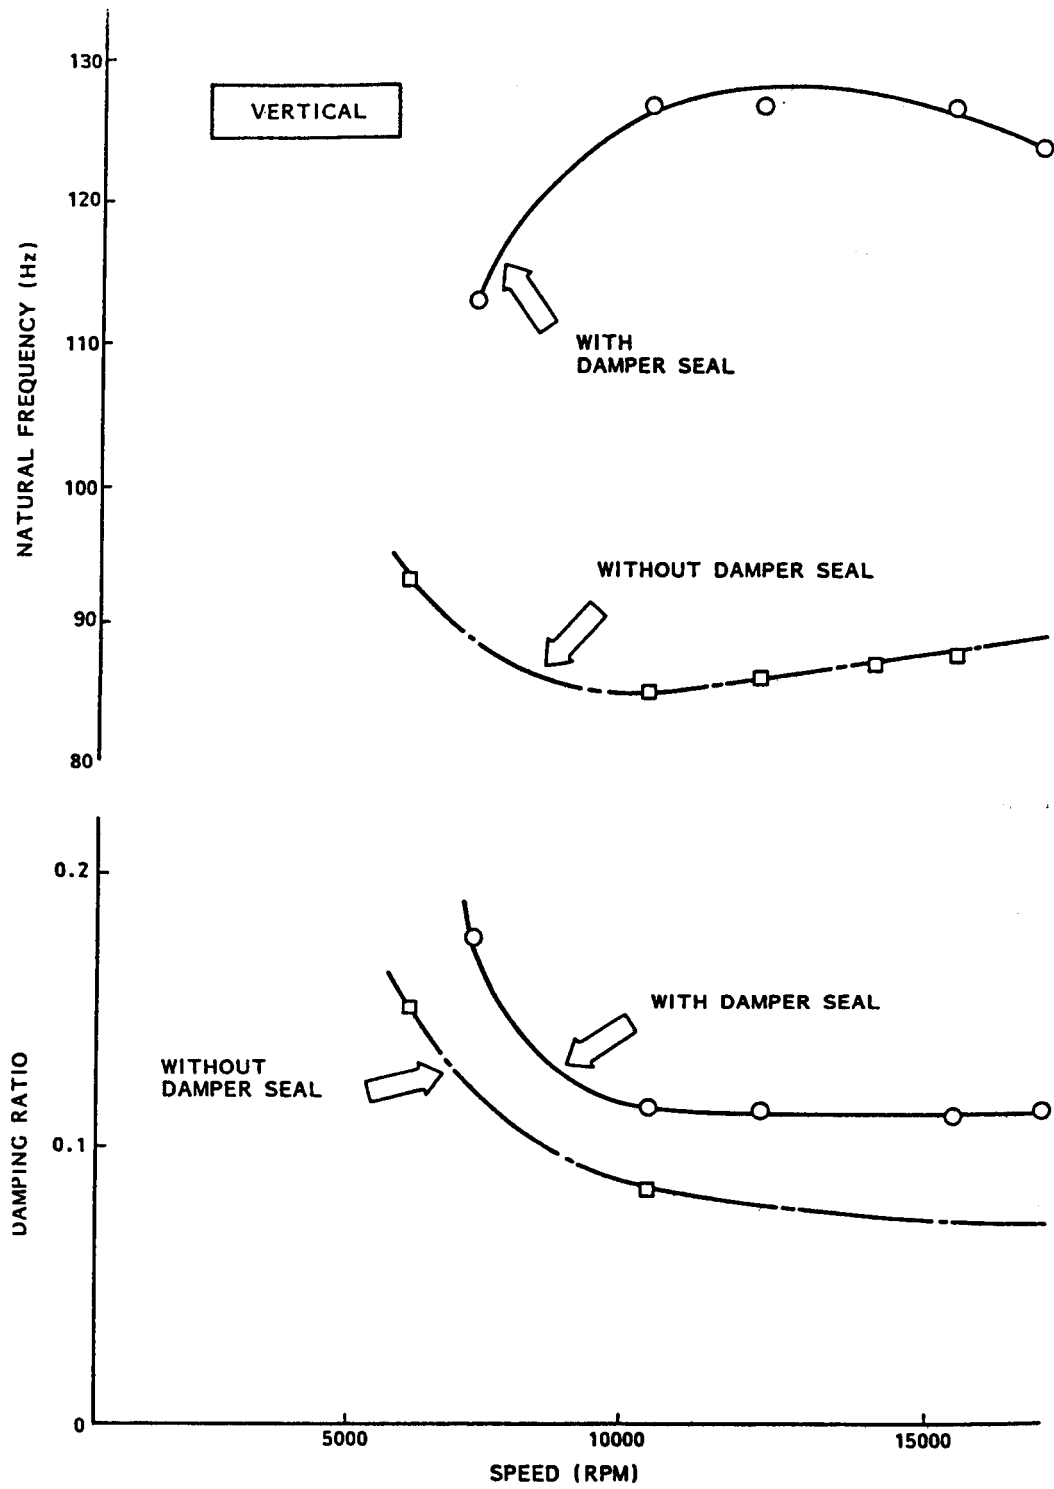 130
VERTICAL
120
NATURAL FREQUENCY (Hz)
110
WITH
DAMPER SEAL
100
WITHOUT DAMPER SEAL
90
80
0.2
WITH DAMPER SEAL
WITHOUT
DAMPER SEAL
DAMPING RATIO
0.1
0
5000
10000
15000
SPEED (RPM)